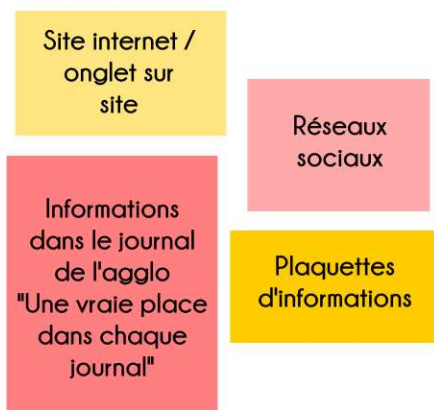 Site internet /
onglet sur
site
Réseaux
sociaux
Informations
dans le journal
de l'agglo
"Une vraie place
dans chaque
journal"
Plaquettes
d'informations